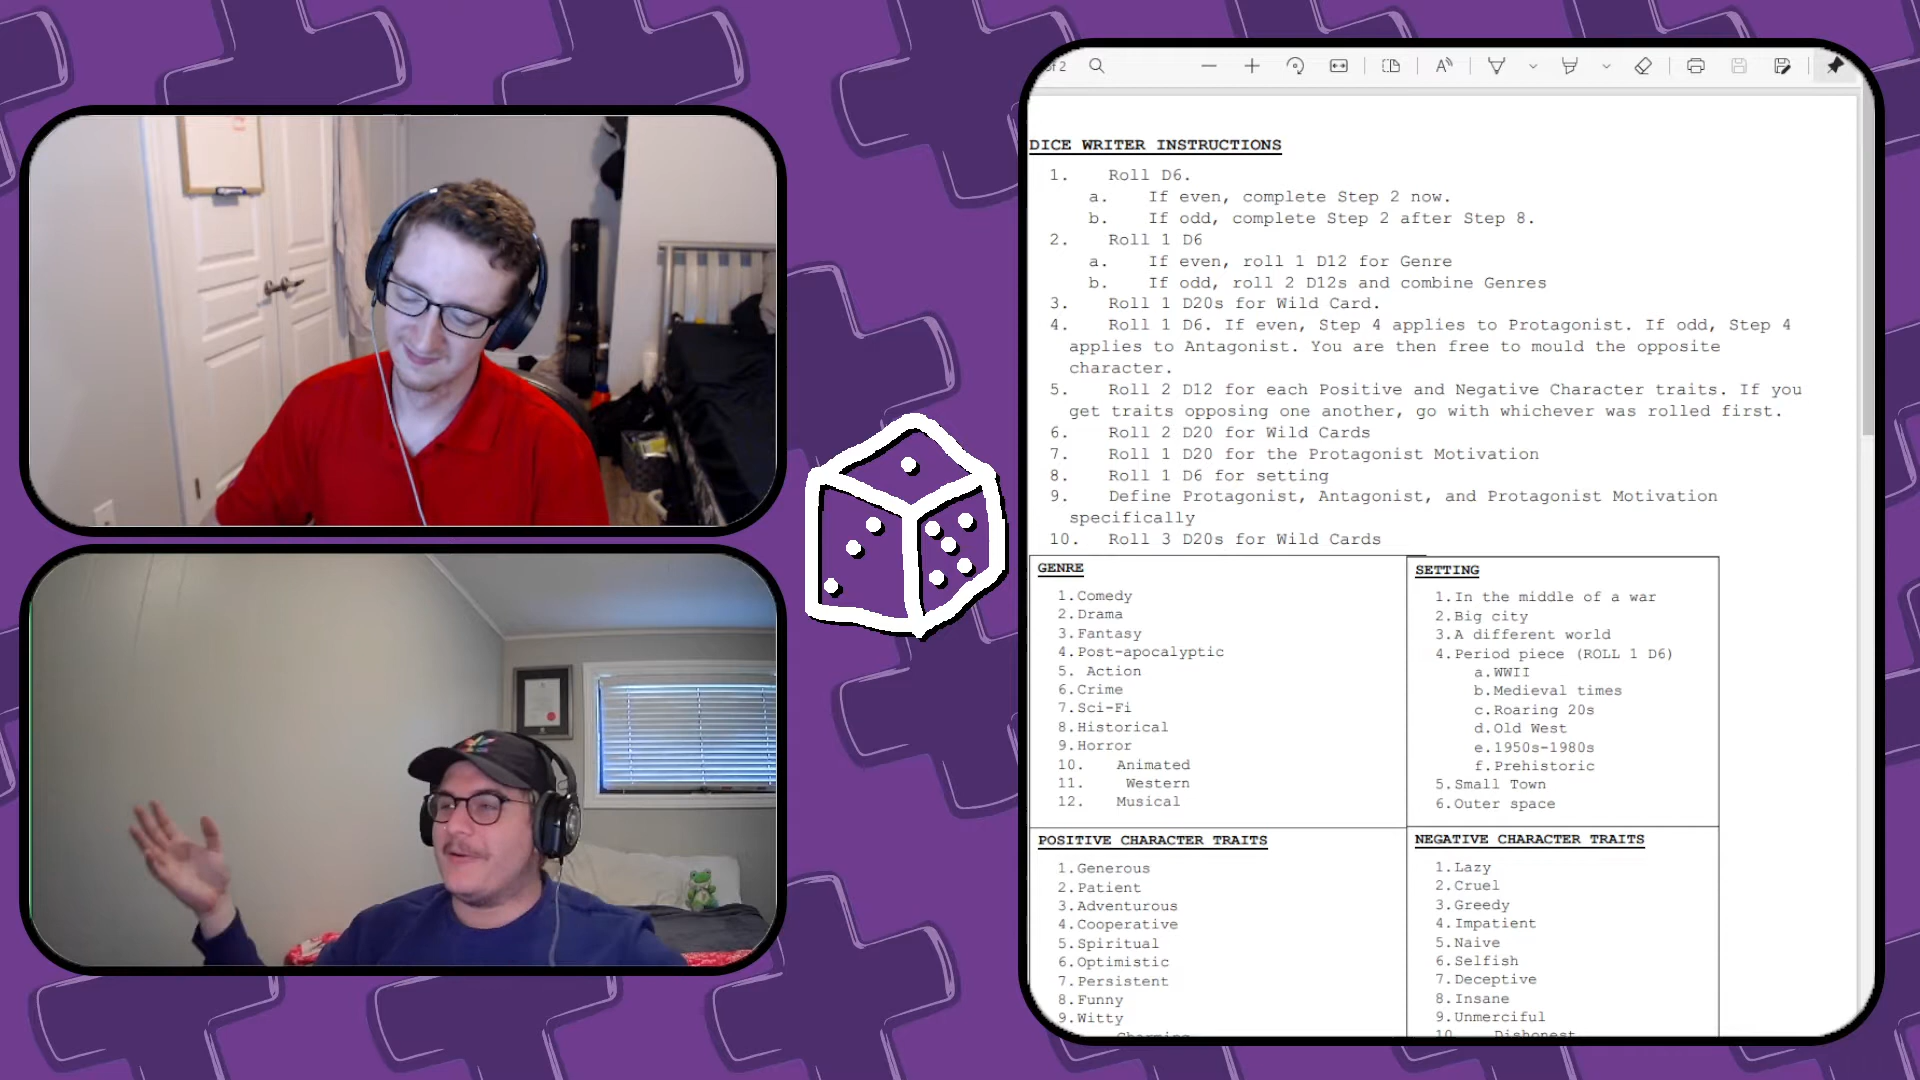 of 2
DICE WRITER INSTRUCTIONS
1. Roll D6.
a. If even, complete Step 2 now.
b. If odd, complete Step 2 after Step 8.
2. Roll 1 D6
a. If even, roll 1 D12 for Genre
b. If odd, roll 2 D12s and combine Genres
3. Roll 1 D20s for Wild Card.
4. Roll 1 D6. If even, Step 4 applies to Protagonist. If odd, Step 4
applies to Antagonist. You are then free to mould the opposite
character.
5. Roll 2 D12 for each Positive and Negative Character traits. If you
get traits opposing one another, go with whichever was rolled first.
6. Roll 2 D20 for Wild Cards
7. Roll 1 D20 for the Protagonist Motivation
8. Roll 1 D6 for setting
9. Define Protagonist, Antagonist, and Protagonist Motivation
specifically
10. Roll 3 D20s for Wild Cards
GENRE
1.Comedy
2.Drama
3.Fantasy
4.Post-apocalyptic
5. Action
6.Crime
7.Sci-Fi
8.Historical
9.Horror
10. Animated
11. Western
12. Musical
SETTING
1.In the middle of a war
2.Big city
3.A different world
4.Period piece (ROLL 1 D6)
a.WWII
b.Medieval times
c.Roaring 20s
d.Old West
e.1950s-1980s
f.Prehistoric
5.Small Town
6.Outer space
POSITIVE CHARACTER TRAITS
1.Generous
2.Patient
3.Adventurous
4.Cooperative
5.Spiritual
6.Optimistic
7.Persistent
8.Funny
9.Witty
Charming
NEGATIVE CHARACTER TRAITS
1.Lazy
2.Cruel
3.Greedy
4.Impatient
5.Naive
6.Selfish
7.Deceptive
8.Insane
9.Unmerciful
10. Dishonest